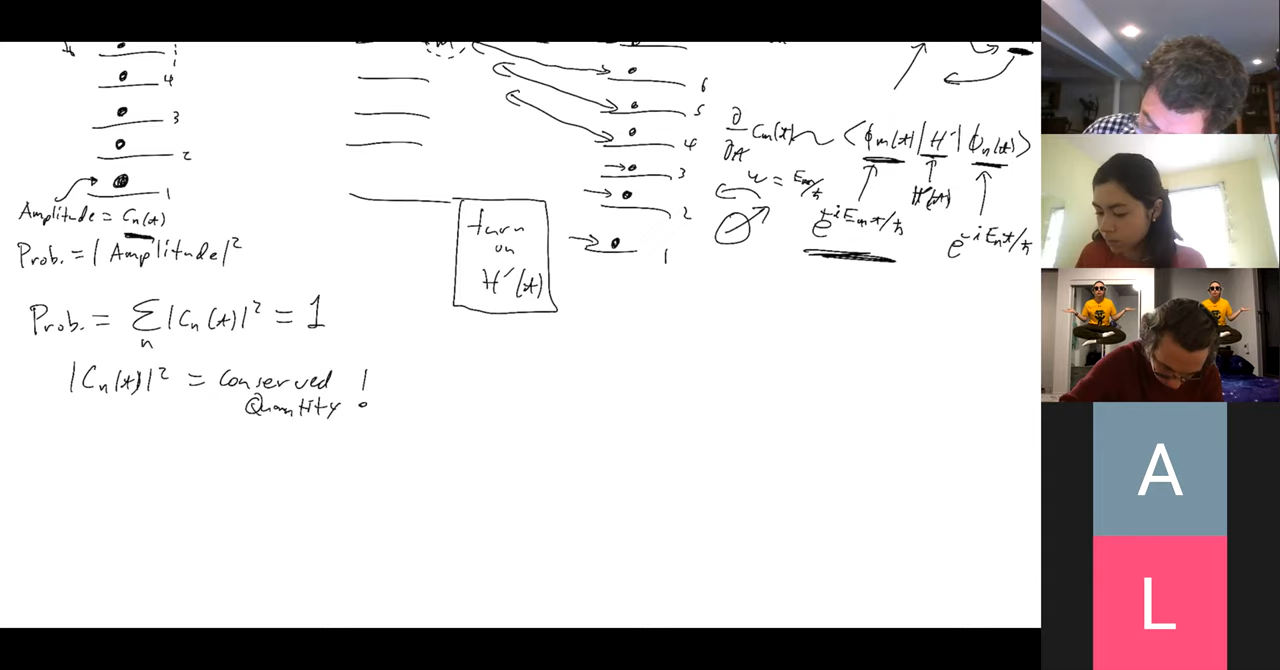 4
3
2
1
Amplitude = Cn(t)
Prob. = | Amplitude |²
Prob. = Σ |Cn(t)|² = 1
n
|Cn(t)|² = Conserved
Quantity !
turn
on
H'(t)
6
5
4
3
2
1
∂/∂t Cm(t) ~ <ϕm(t)| H' | ϕn(t)>
ω = Em/ħ
H'(t)
e^-iEnt/ħ
A
L